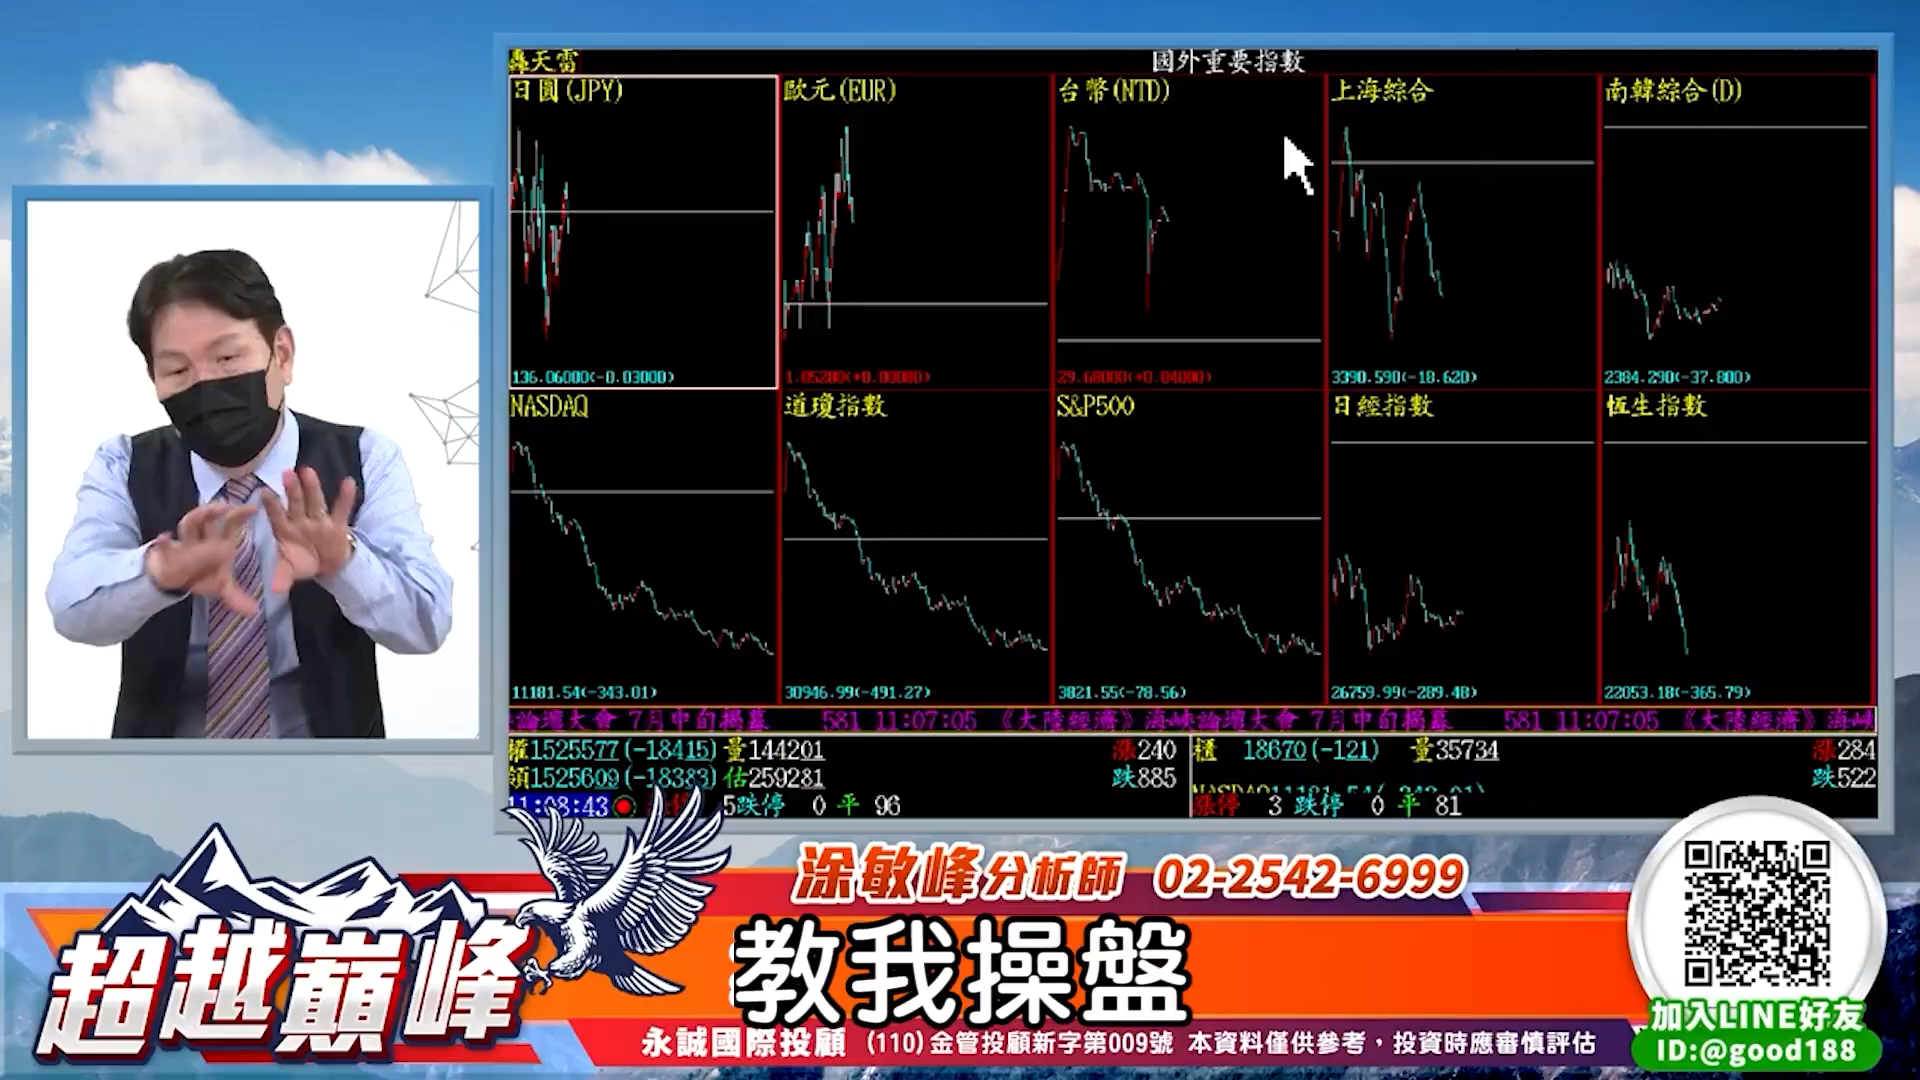 轟天雷
國外重要指數
日圓(JPY)
歐元(EUR)
台幣(NTD)
上海綜合
南韓綜合(D)
136.06000(-0.03000)
1.05280(+0.00080)
29.68000(+0.04000)
3390.590(-18.620)
2384.290(-37.800)
NASDAQ
道瓊指數
S&P500
日經指數
恆生指數
11181.54(-343.01)
30946.99(-491.27)
3821.55(-78.56)
26759.99(-289.48)
22053.18(-365.79)
論壇大會 7月中旬揭幕 581 11:07:05 《大陸經濟》海峽論壇大會 7月中旬揭幕 581 11:07:05 《大陸經濟》海峽
權1525577(-18415) 量144201 漲240
櫃 18670(-121) 量35734 漲284
領1525609(-18383) 估259281 跌885
跌522
11:08:43 漲停 5跌停 0 平 96
漲停 3 跌停 0 平 81
涂敏峰分析師 02-2542-6999
超越巔峰
教我操盤
永誠國際投顧 (110)金管投顧新字第009號 本資料僅供參考，投資時應審慎評估
加入LINE好友
ID:@good188